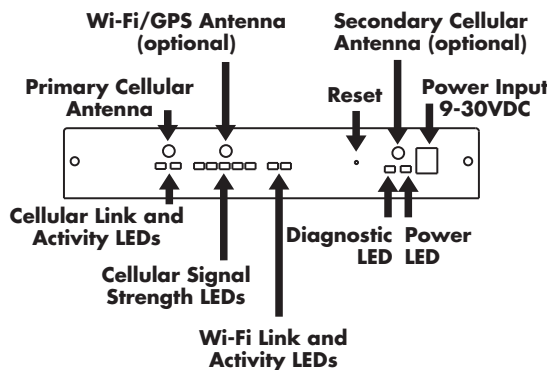 Wi-Fi/GPS Antenna
(optional)
Secondary Cellular
Antenna (optional)
Primary Cellular
Antenna
Reset
Power Input
9-30VDC
Cellular Link and
Activity LEDs
Diagnostic
LED
Power
LED
Cellular Signal
Strength LEDs
Wi-Fi Link and
Activity LEDs